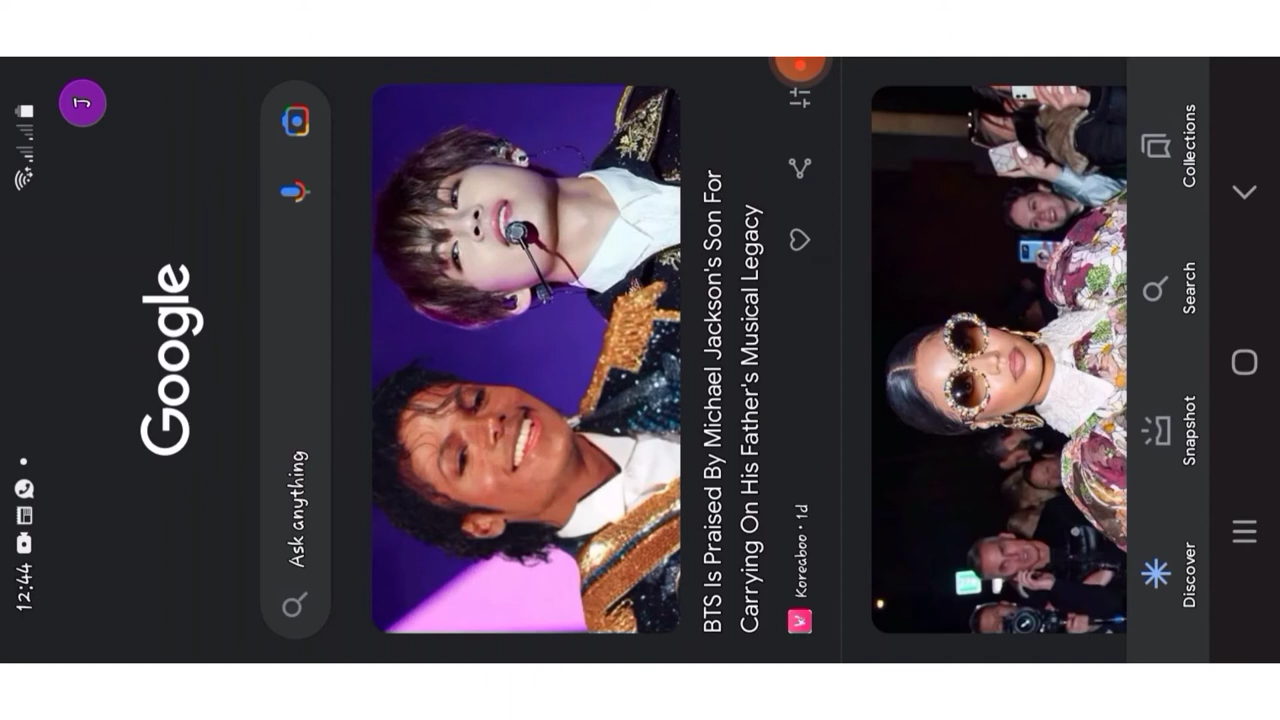 12:44
J
Google
Ask anything
BTS Is Praised By Michael Jackson's Son For
Carrying On His Father's Musical Legacy
Koreaboo · 1d
Discover
Snapshot
Search
Collections